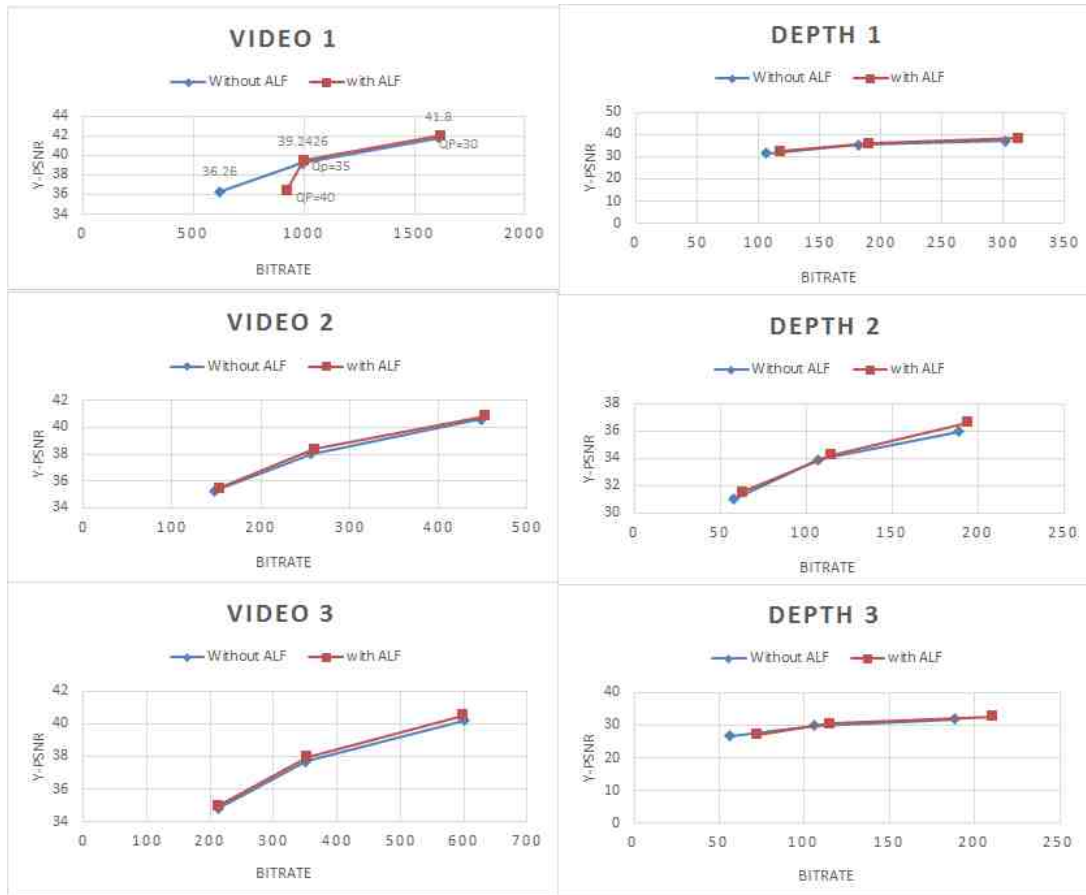 VIDEO 1
Without ALF with ALF
Y-PSNR
44
42
40
38
36
34
36.26
39.2426
41.8
QP=30
Qp=35
QP=40
0 500 1000 1500 2000
BITRATE
DEPTH 1
Without ALF with ALF
Y-PSNR
50
40
30
20
10
0
0 50 100 150 200 250 300 350
BITRATE
VIDEO 2
Without ALF with ALF
Y-PSNR
42
40
38
36
34
0 100 200 300 400 500
BITRATE
DEPTH 2
Without ALF with ALF
Y-PSNR
38
36
34
32
30
0 50 100 150 200 250
BITRATE
VIDEO 3
Without ALF with ALF
Y-PSNR
42
40
38
36
34
0 100 200 300 400 500 600 700
BITRATE
DEPTH 3
Without ALF with ALF
Y-PSNR
40
30
20
10
0
0 50 100 150 200 250
BITRATE